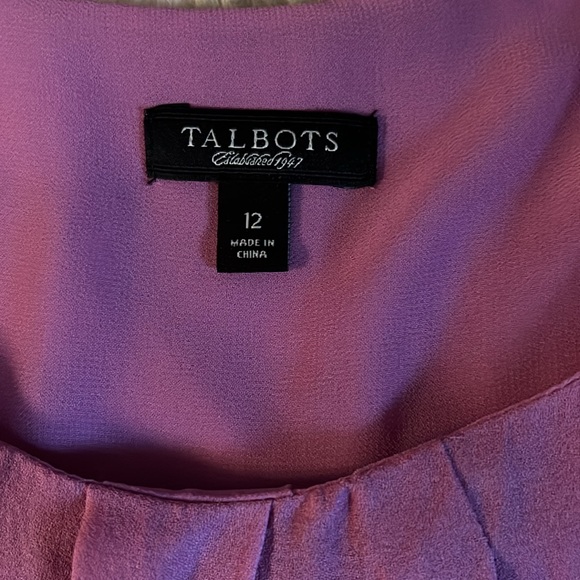 TALBOTS
Established 1947
12
MADE IN
CHINA